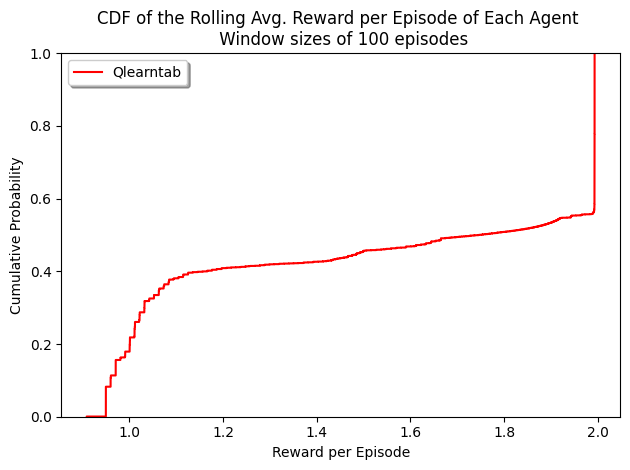 CDF of the Rolling Avg. Reward per Episode of Each Agent
Window sizes of 100 episodes
Qlearntab
Cumulative Probability
1.0
0.8
0.6
0.4
0.2
0.0
1.0 1.2 1.4 1.6 1.8 2.0
Reward per Episode